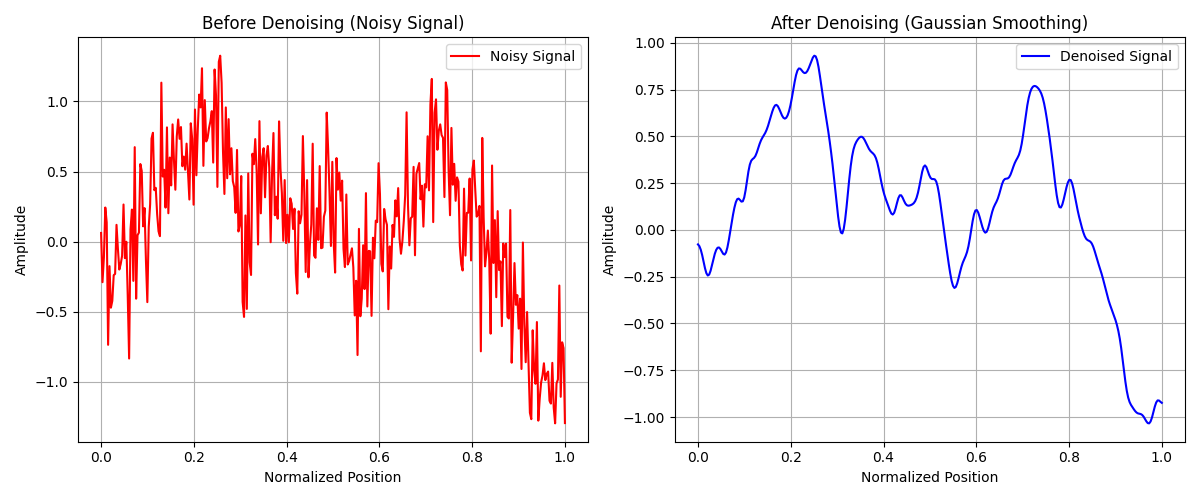 Before Denoising (Noisy Signal)
Noisy Signal
1.0
0.5
0.0
−0.5
−1.0
Amplitude
0.0 0.2 0.4 0.6 0.8 1.0
Normalized Position
After Denoising (Gaussian Smoothing)
Denoised Signal
1.00
0.75
0.50
0.25
0.00
−0.25
−0.50
−0.75
−1.00
Amplitude
0.0 0.2 0.4 0.6 0.8 1.0
Normalized Position